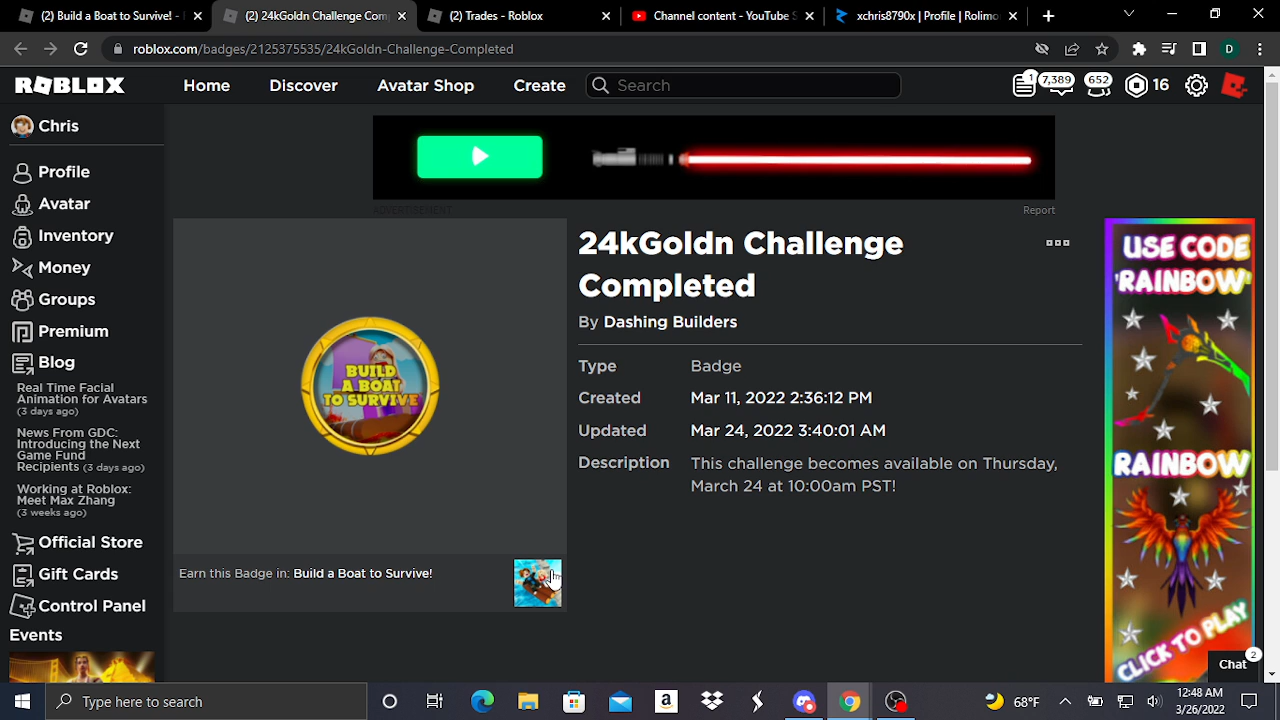 (2) Build a Boat to Survive! -
(2) 24kGoldn Challenge Com
(2) Trades - Roblox
Channel content - YouTube S
xchris8790x | Profile | Rolimo
roblox.com/badges/2125375535/24kGoldn-Challenge-Completed
D
ROBLOX
Home
Discover
Avatar Shop
Create
Search
1
7,389
652
16
Chris
Profile
Avatar
Inventory
Money
Groups
Premium
Blog
Real Time Facial
Animation for Avatars
(3 days ago)
News From GDC:
Introducing the Next
Game Fund
Recipients (3 days ago)
Working at Roblox:
Meet Max Zhang
(3 weeks ago)
Official Store
Gift Cards
Control Panel
Events
ADVERTISEMENT
Report
BUILD
A BOAT
TO SURVIVE
Earn this Badge in: Build a Boat to Survive!
24kGoldn Challenge
Completed
By Dashing Builders
Type Badge
Created Mar 11, 2022 2:36:12 PM
Updated Mar 24, 2022 3:40:01 AM
Description This challenge becomes available on Thursday,
March 24 at 10:00am PST!
USE CODE
'RAINBOW'
RAINBOW
CLICK TO PLAY
Chat
2
Type here to search
a
68°F
12:48 AM
3/26/2022